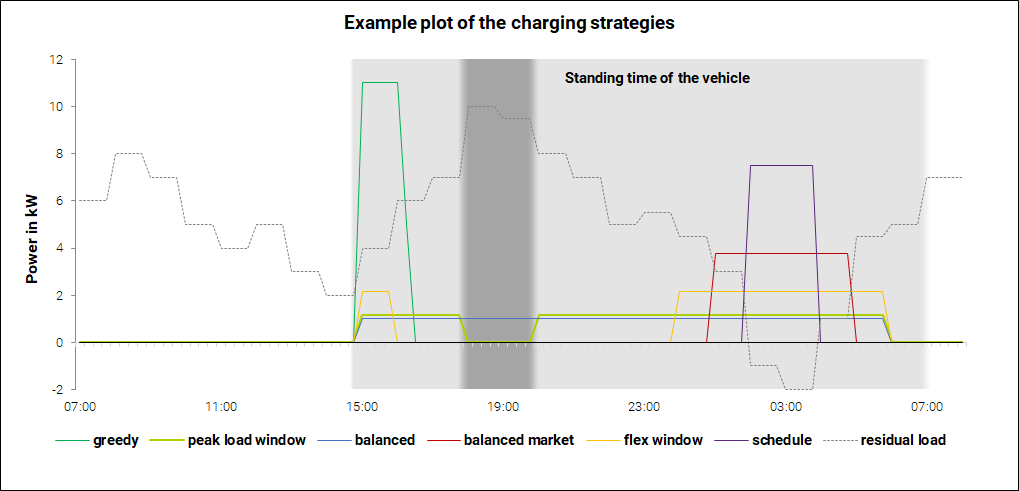 Example plot of the charging strategies
Standing time of the vehicle
Power in kW
12
10
8
6
4
2
0
-2
07:00 11:00 15:00 19:00 23:00 03:00 07:00
greedy peak load window balanced balanced market flex window schedule residual load